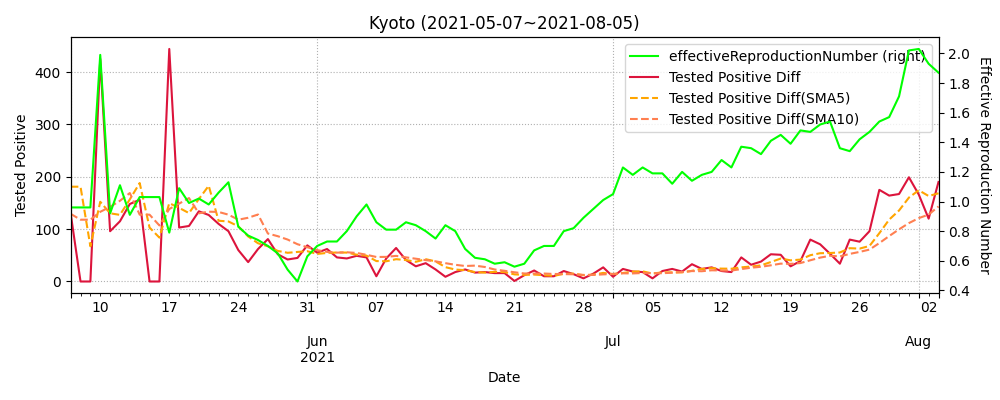 Kyoto (2021-05-07~2021-08-05)
effectiveReproductionNumber (right)
Tested Positive Diff
Tested Positive Diff(SMA5)
Tested Positive Diff(SMA10)
Tested Positive
400
300
200
100
0
2.0
1.8
1.6
1.4
1.2
1.0
0.8
0.6
0.4
Effective Reproduction Number
10 17 24 31 07 14 21 28 05 12 19 26 02
Jun Jul Aug
2021
Date